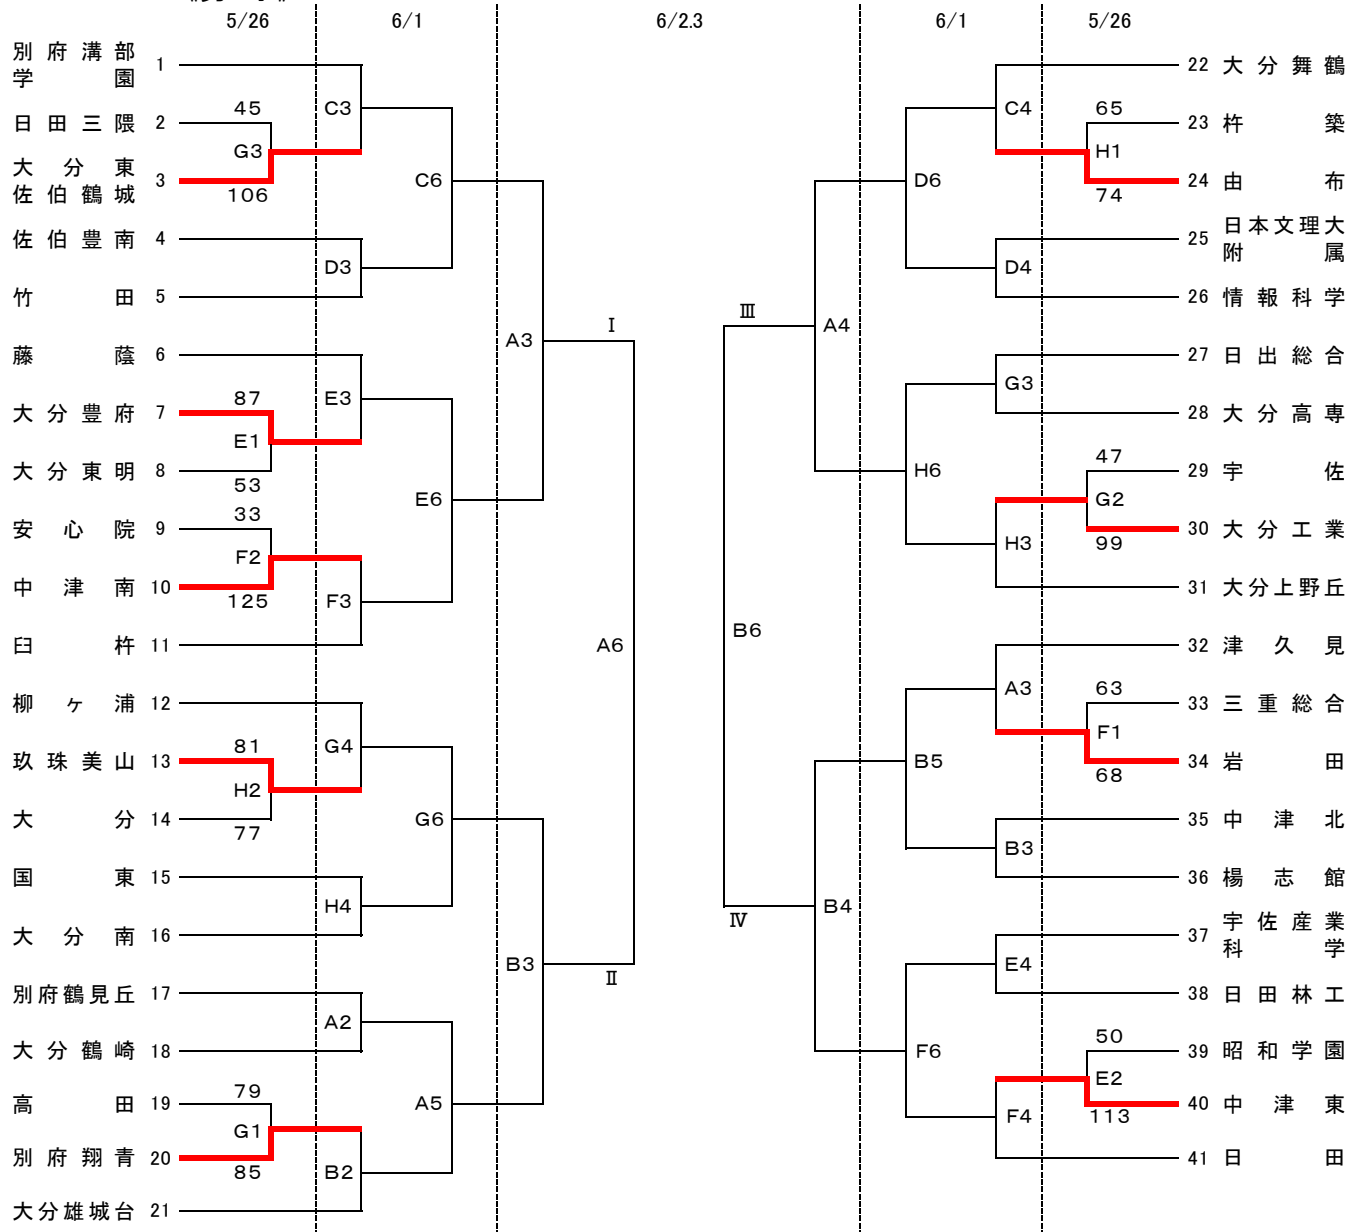 5/26 6/1 6/2.3 6/1 5/26
別府溝部
学園 1
45
日田三隈 2
C3
G3
大分東
佐伯鶴城 3
106
C6
佐伯豊南 4
D3
竹田 5
Ⅰ
A3
藤蔭 6
87
E3
大分豊府 7
E1
大分東明 8
53
E6
33
安心院 9
F2
中津南 10
125
F3
臼杵 11
A6
柳ヶ浦 12
81
G4
玖珠美山 13
H2
大分 14
77
G6
国東 15
H4
大分南 16
B3
Ⅱ
別府鶴見丘 17
A2
大分鶴崎 18
79
高田 19
A5
G1
別府翔青 20
85
B2
大分雄城台 21
22 大分舞鶴
C4
65
23 杵築
H1
D6
24 由布
74
25 日本文理大
附属
D4
26 情報科学
Ⅲ
A4
27 日出総合
G3
28 大分高専
47
29 宇佐
H6
G2
30 大分工業
99
H3
31 大分上野丘
B6
32 津久見
A3
63
33 三重総合
F1
B5
34 岩田
68
35 中津北
B3
36 楊志館
Ⅳ
B4
37 宇佐産業
科学
E4
38 日田林工
50
39 昭和学園
F6
E2
40 中津東
113
F4
41 日田